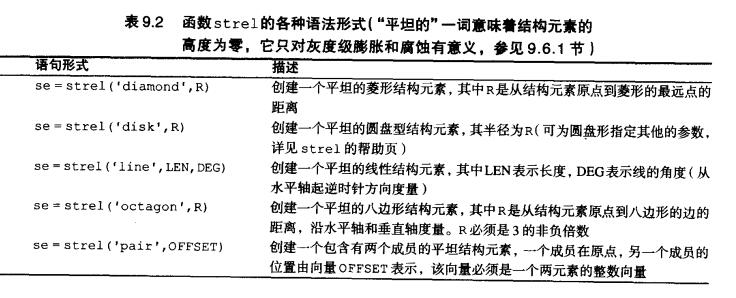 表 9.2 函数strel的各种语法形式(“平坦的”一词意味着结构元素的
高度为零，它只对灰度级膨胀和腐蚀有意义，参见9.6.1节)
语句形式 描述
se=strel('diamond',R) 创建一个平坦的菱形结构元素，其中R是从结构元素原点到菱形的最远点的
距离
se=strel('disk',R) 创建一个平坦的圆盘型结构元素，其半径为R(可为圆盘形指定其他的参数，
详见strel的帮助页)
se=strel('line',LEN,DEG) 创建一个平坦的线性结构元素，其中LEN表示长度，DEG表示线的角度(从
水平轴起逆时针方向度量)
se=strel('octagon',R) 创建一个平坦的八边形结构元素，其中R是从结构元素原点到八边形的边的
距离，沿水平轴和垂直轴度量。R必须是3的非负倍数
se=strel('pair',OFFSET) 创建一个包含有两个成员的平坦结构元素，一个成员在原点，另一个成员的
位置由向量OFFSET表示，该向量必须是一个两元素的整数向量